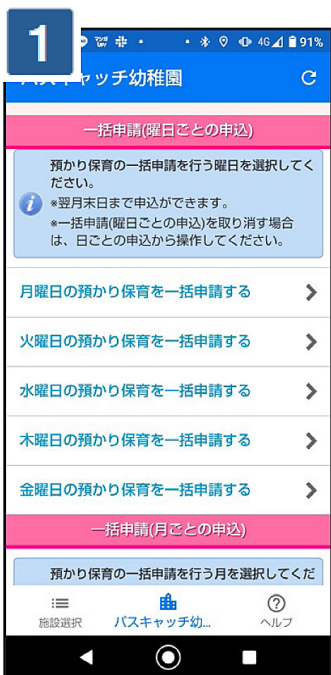 1
4G 91%
バスキャッチ幼稚園
一括申請(曜日ごとの申込)
預かり保育の一括申請を行う曜日を選択してく
ださい。
*翌月末日まで申込ができます。
*一括申請(曜日ごとの申込)を取り消す場合
は、日ごとの申込から操作してください。
月曜日の預かり保育を一括申請する
火曜日の預かり保育を一括申請する
水曜日の預かり保育を一括申請する
木曜日の預かり保育を一括申請する
金曜日の預かり保育を一括申請する
一括申請(月ごとの申込)
預かり保育の一括申請を行う月を選択してくだ
施設選択 バスキャッチ幼... ヘルプ